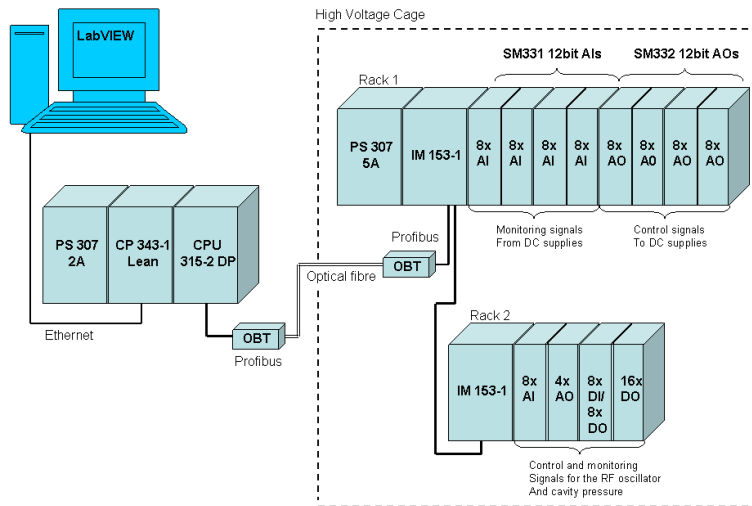 High Voltage Cage
LabVIEW
SM331 12bit AIs
SM332 12bit AOs
Rack 1
PS 307
5A
IM 153-1
8x
AI
8x
AI
8x
AI
8x
AI
8x
AO
8x
A0
8x
AO
8x
AO
Monitoring signals
From DC supplies
Control signals
To DC supplies
PS 307
2A
CP 343-1
Lean
CPU
315-2 DP
Profibus
OBT
Optical fibre
Ethernet
OBT
Profibus
Rack 2
IM 153-1
8x
AI
4x
AO
8x
DI/
8x
DO
16x
DO
Control and monitoring
Signals for the RF oscillator
And cavity pressure